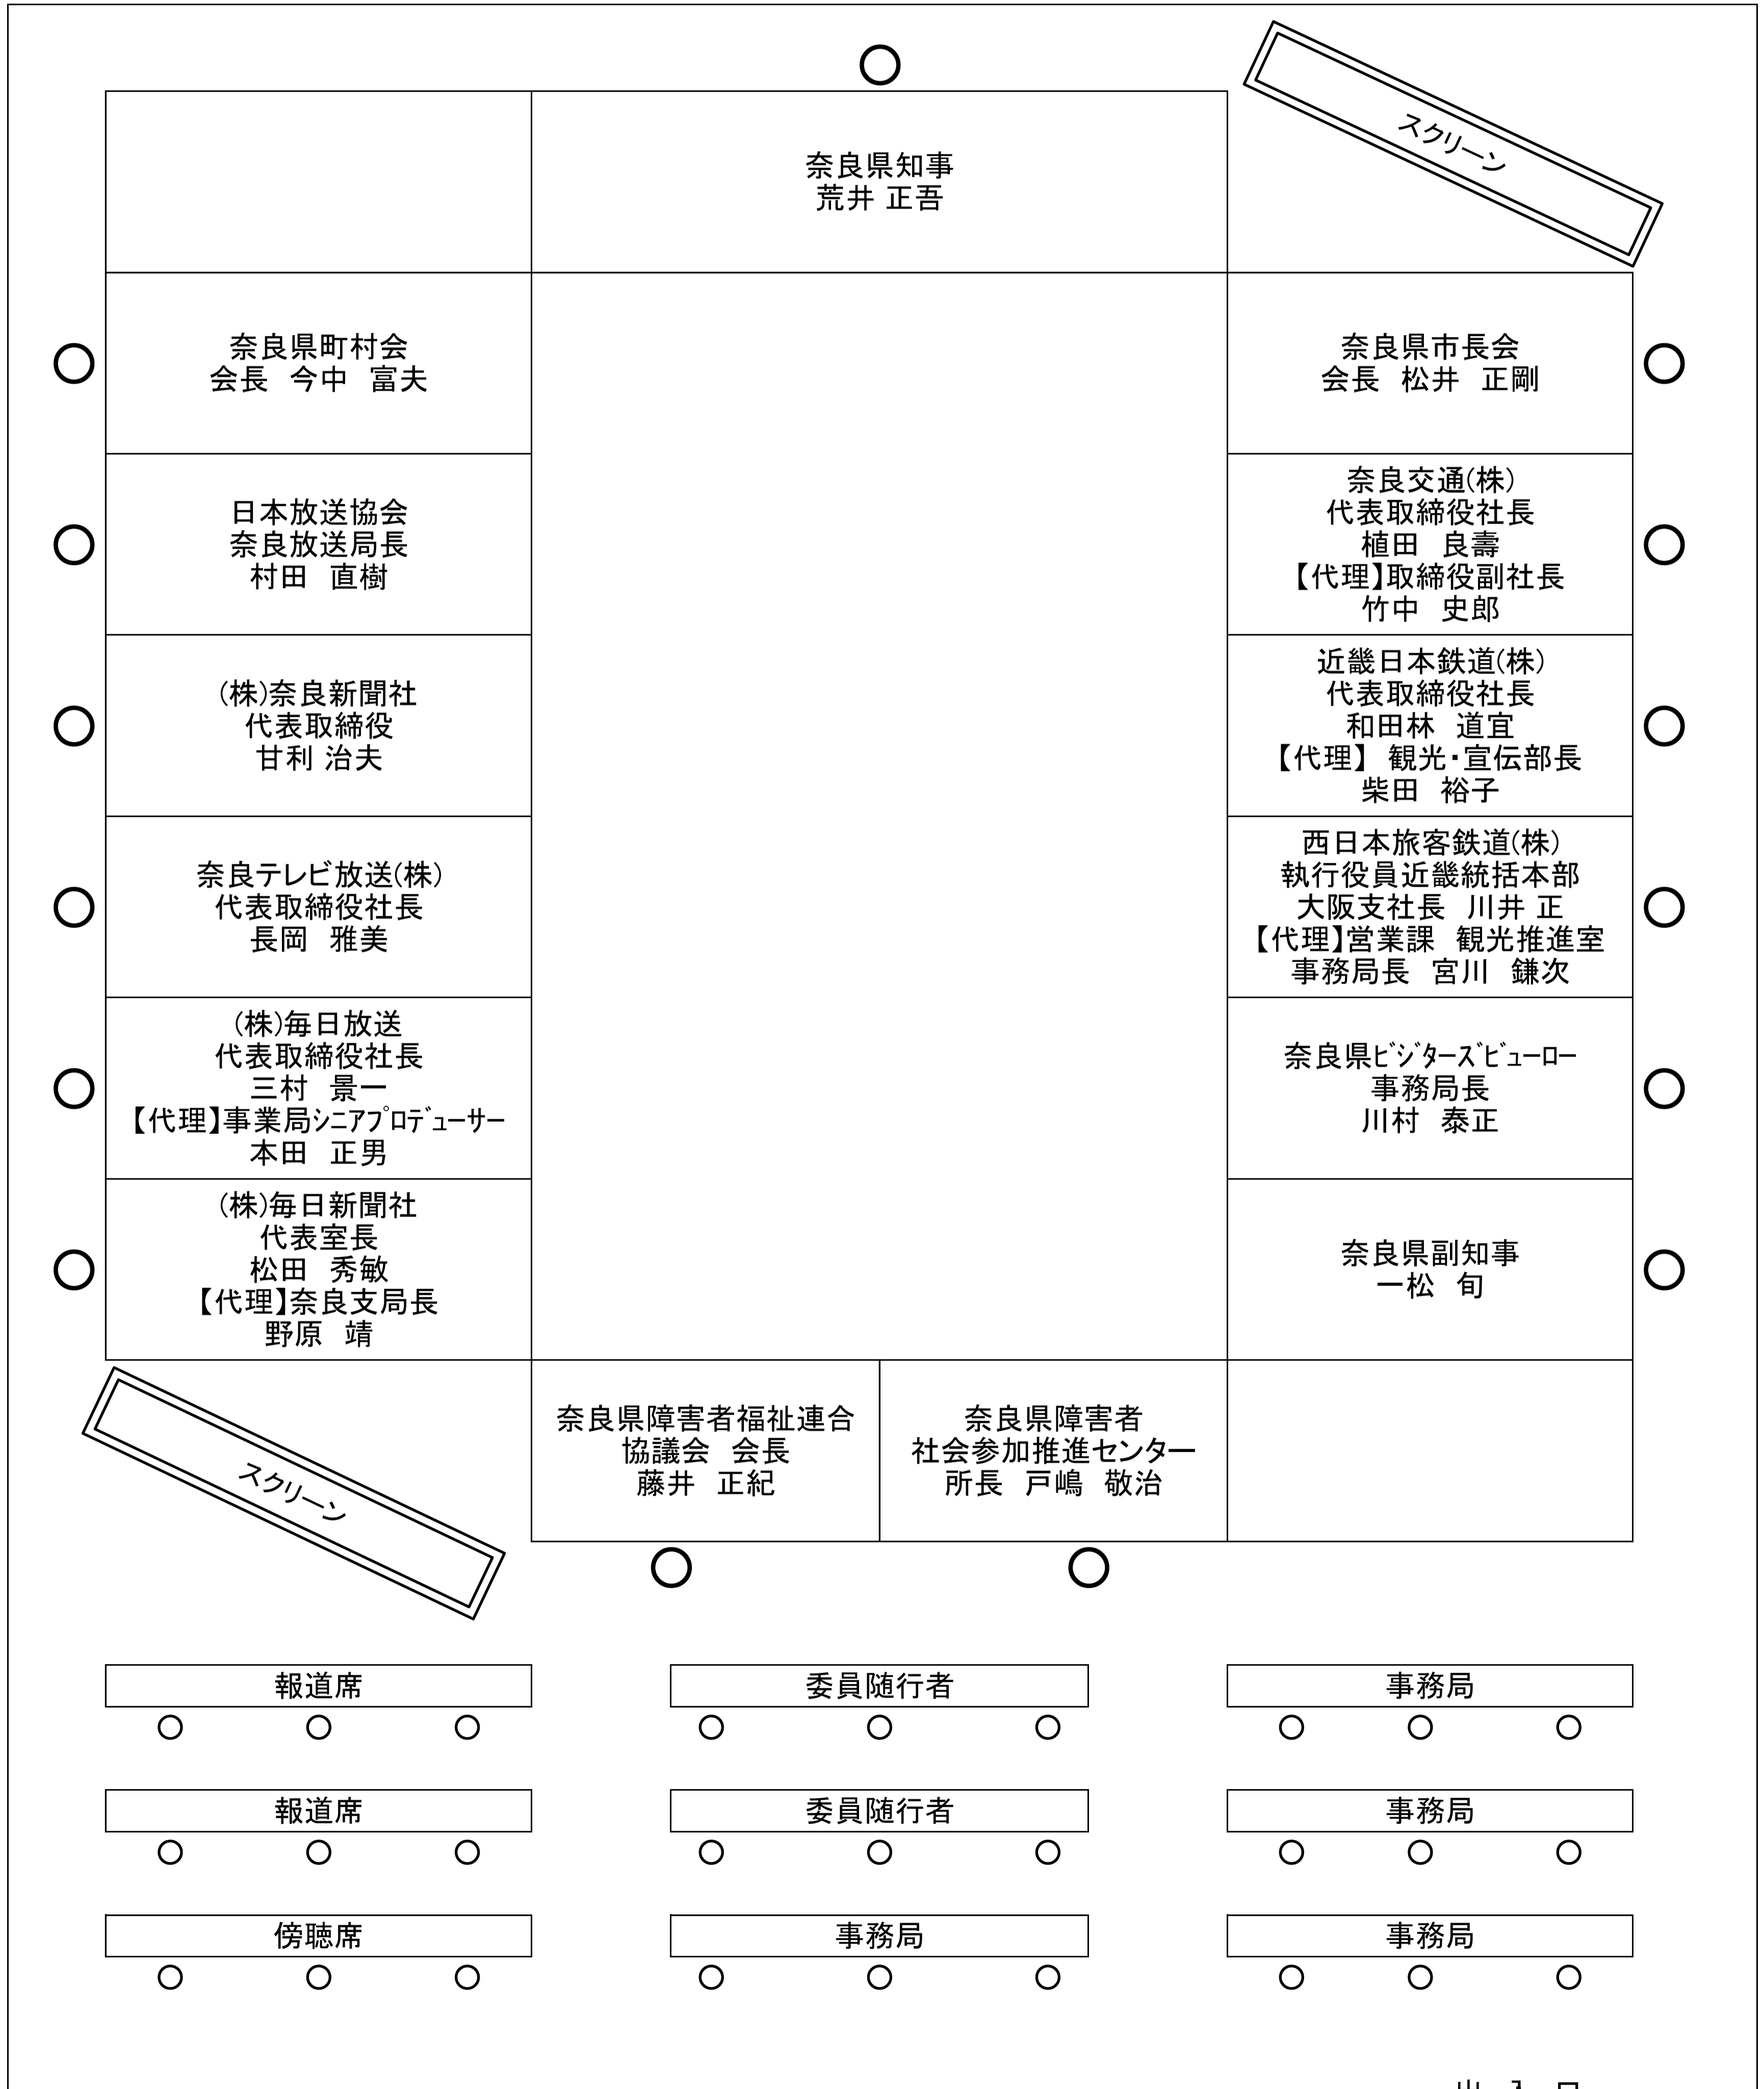 スクリーン
奈良県知事
荒井 正吾
奈良県町村会
会長 今中 富夫
日本放送協会
奈良放送局長
村田 直樹
(株)奈良新聞社
代表取締役
甘利 治夫
奈良テレビ放送(株)
代表取締役社長
長岡 雅美
(株)毎日放送
代表取締役社長
三村 景一
【代理】事業局ｼﾆｱﾌﾟﾛﾃﾞｭｰｻｰ
本田 正男
(株)毎日新聞社
代表室長
松田 秀敏
【代理】奈良支局長
野原 靖
奈良県市長会
会長 松井 正剛
奈良交通(株)
代表取締役社長
植田 良壽
【代理】取締役副社長
竹中 史郎
近畿日本鉄道(株)
代表取締役社長
和田林 道宜
【代理】 観光・宣伝部長
柴田 裕子
西日本旅客鉄道(株)
執行役員近畿統括本部
大阪支社長 川井 正
【代理】営業課 観光推進室
事務局長 宮川 鎌次
奈良県ﾋﾞｼﾞﾀｰｽﾞﾋﾞｭｰﾛｰ
事務局長
川村 泰正
奈良県副知事
一松 旬
奈良県障害者福祉連合
協議会 会長
藤井 正紀
奈良県障害者
社会参加推進センター
所長 戸嶋 敬治
スクリーン
報道席
委員随行者
事務局
報道席
委員随行者
事務局
傍聴席
事務局
事務局
出 入 口